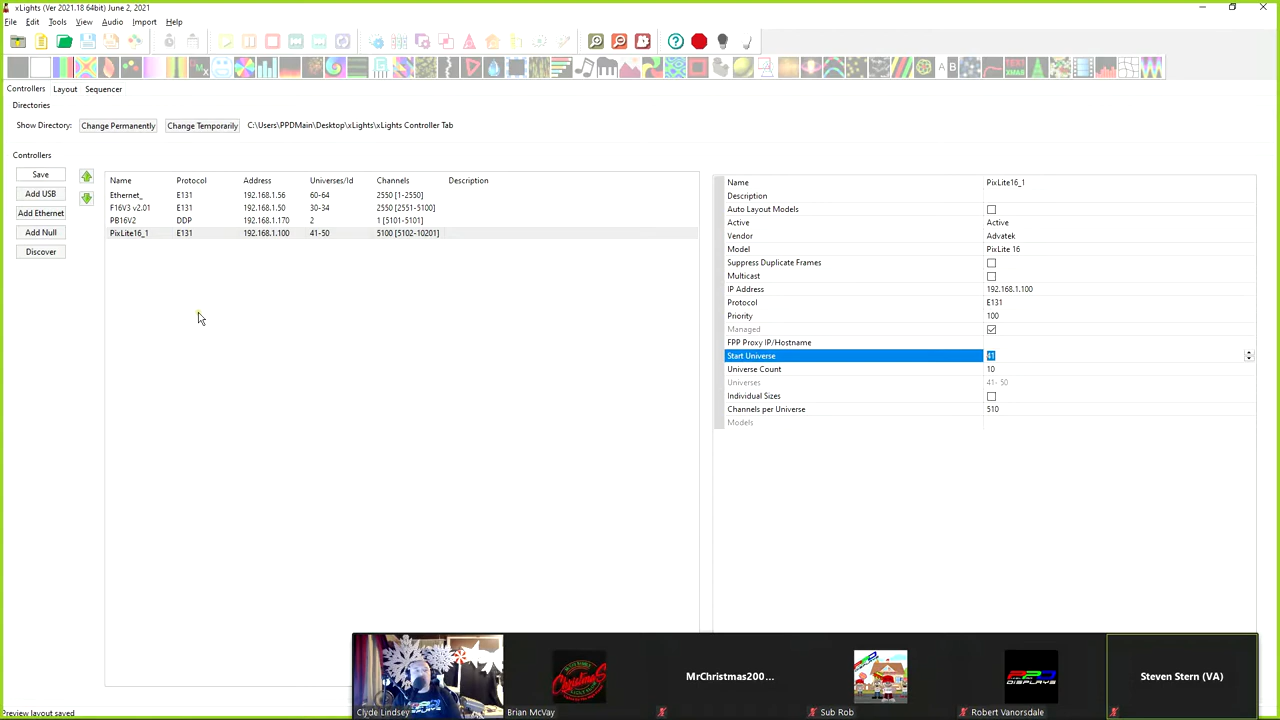 xLights (Ver 2021.18 64bit) June 2, 2021
File Edit Tools View Audio Import Help
Controllers Layout Sequencer
Directories
Show Directory: Change Permanently Change Temporarily C:\Users\PPDMain\Desktop\xLights\xLights Controller Tab
Controllers
Save
Add USB
Add Ethernet
Add Null
Discover
Name Protocol Address Universes/Id Channels Description
Ethernet_ E131 192.168.1.56 60-64 2550 [1-2550]
F16V3 v2.01 E131 192.168.1.50 30-34 2550 [2551-5100]
PB16V2 DDP 192.168.1.170 2 1 [5101-5101]
PixLite16_1 E131 192.168.1.100 41-50 5100 [5102-10201]
Name PixLite16_1
Description
Auto Layout Models
Active Active
Vendor Advatek
Model PixLite 16
Suppress Duplicate Frames
Multicast
IP Address 192.168.1.100
Protocol E131
Priority 100
Managed
FPP Proxy IP/Hostname
Start Universe 41
Universe Count 10
Universes 41- 50
Individual Sizes
Channels per Universe 510
Models
MrChristmas200...
Steven Stern (VA)
Clyde Lindsey
Brian McVay
Sub Rob
Robert Vanorsdale
Preview layout saved